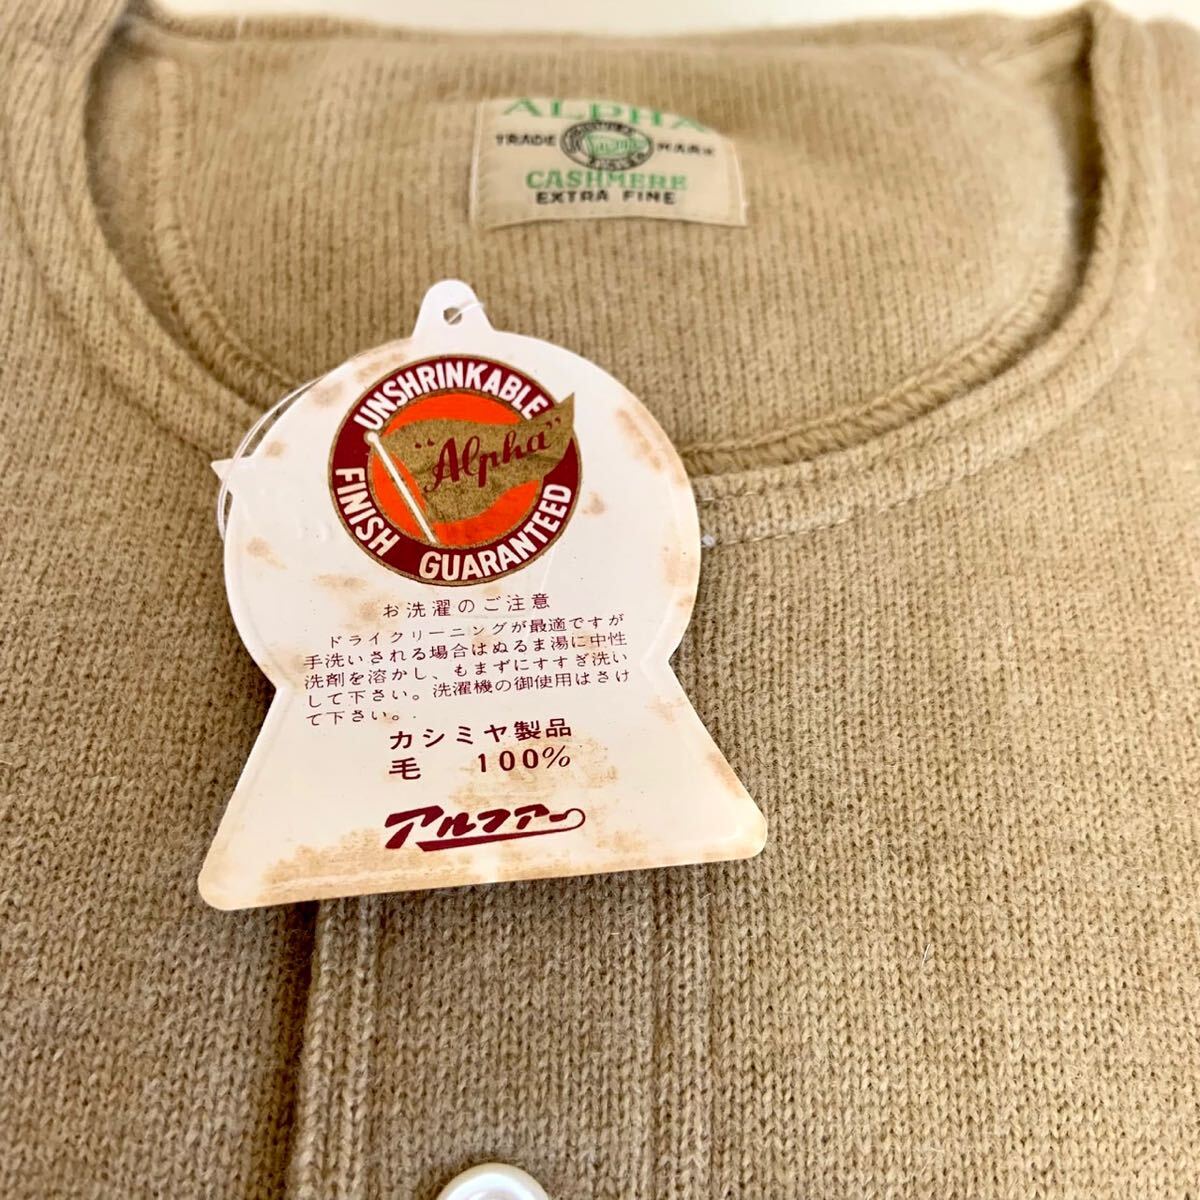 ALPHA
TRADE MARK
CASHMERE
EXTRA FINE
UNSHRINKABLE
"Alpha"
FINISH GUARANTEED
お洗濯のご注意
ドライクリーニングが最適ですが
手洗いされる場合はぬるま湯に中性
洗剤を溶かし、もまずにすすぎ洗い
して下さい。洗濯機の御使用はさけ
て下さい。
カシミヤ製品
毛 100%
アルファー